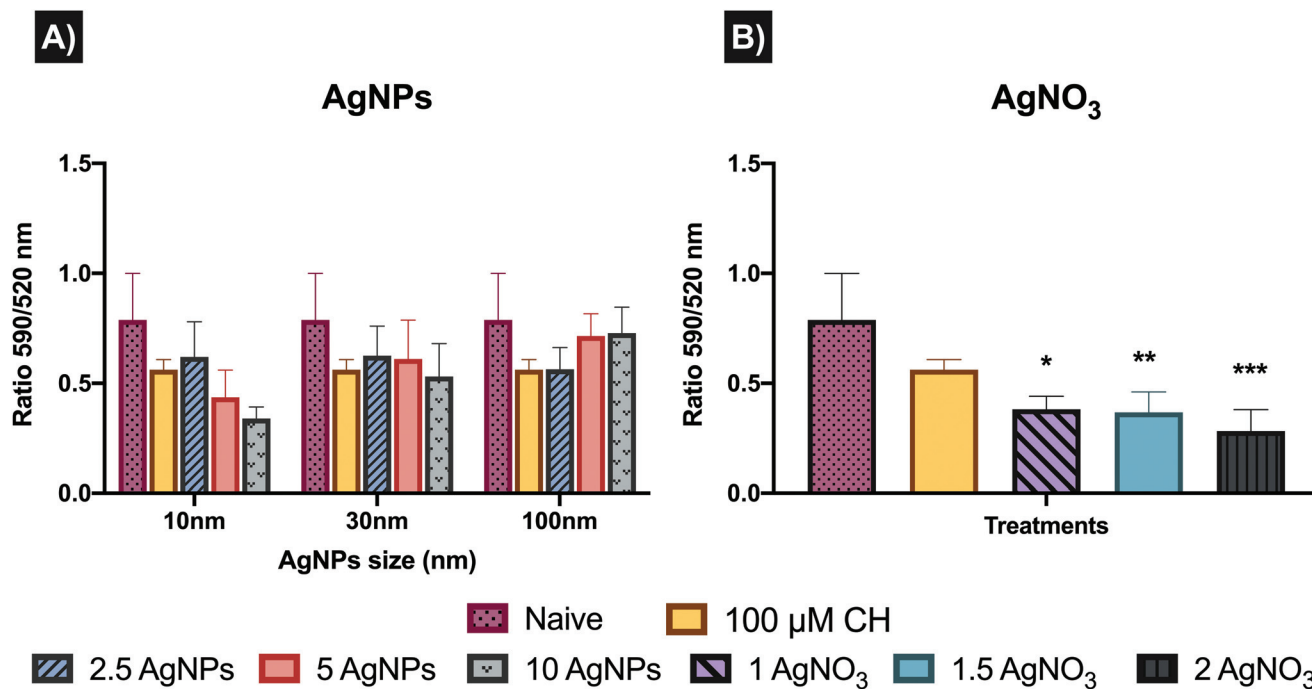 A)
AgNPs
Ratio 590/520 nm
1.5
1.0
0.5
0.0
10nm 30nm 100nm
AgNPs size (nm)
B)
AgNO₃
Ratio 590/520 nm
1.5
1.0
0.5
0.0
* ** ***
Treatments
Naive 100 µM CH
2.5 AgNPs 5 AgNPs 10 AgNPs 1 AgNO₃ 1.5 AgNO₃ 2 AgNO₃